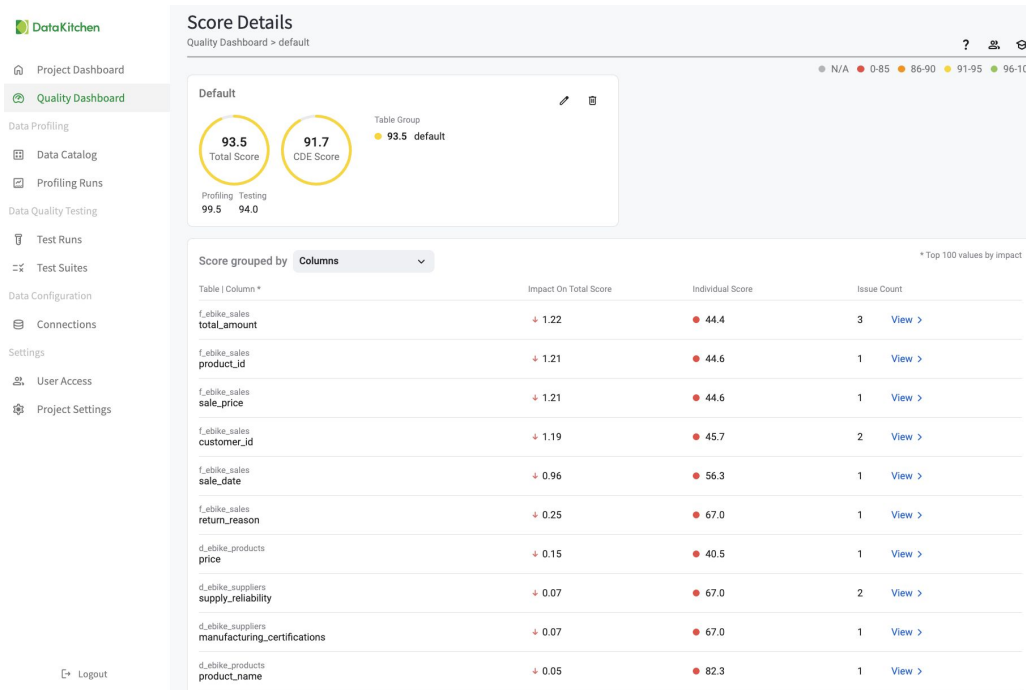 DataKitchen
Project Dashboard
Quality Dashboard
Data Profiling
Data Catalog
Profiling Runs
Data Quality Testing
Test Runs
Test Suites
Data Configuration
Connections
Settings
User Access
Project Settings
Logout
Score Details
Quality Dashboard > default
?
N/A 0-85 86-90 91-95 96-10
Default
93.5
Total Score
91.7
CDE Score
Table Group
93.5 default
Profiling Testing
99.5 94.0
Score grouped by Columns
* Top 100 values by impact
Table | Column * Impact On Total Score Individual Score Issue Count
f_ebike_sales
total_amount ↓ 1.22 44.4 3 View >
f_ebike_sales
product_id ↓ 1.21 44.6 1 View >
f_ebike_sales
sale_price ↓ 1.21 44.6 1 View >
f_ebike_sales
customer_id ↓ 1.19 45.7 2 View >
f_ebike_sales
sale_date ↓ 0.96 56.3 1 View >
f_ebike_sales
return_reason ↓ 0.25 67.0 1 View >
d_ebike_products
price ↓ 0.15 40.5 1 View >
d_ebike_suppliers
supply_reliability ↓ 0.07 67.0 2 View >
d_ebike_suppliers
manufacturing_certifications ↓ 0.07 67.0 1 View >
d_ebike_products
product_name ↓ 0.05 82.3 1 View >